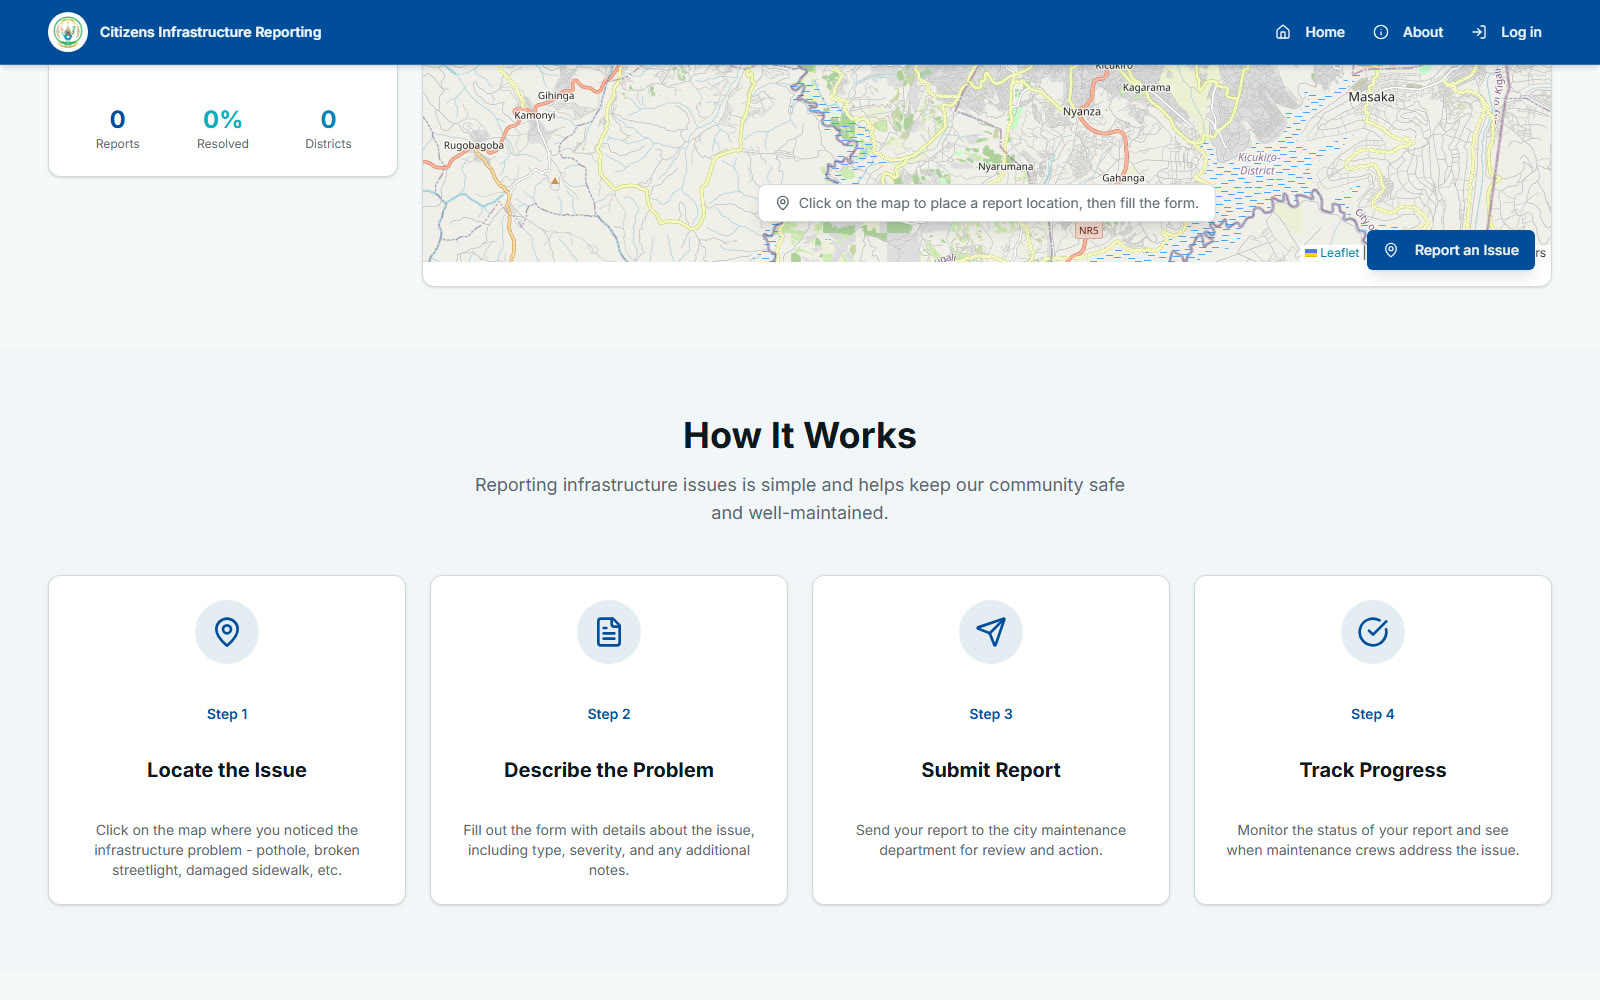 Citizens Infrastructure Reporting
Home
About
Log in
0
Reports
0%
Resolved
0
Districts
Kicukiro
Gihinga
Kamonyi
Kagarama
Masaka
Nyanza
Rugobagoba
Kicukiro
District
Nyarumana
Gahanga
Click on the map to place a report location, then fill the form.
NR5
Leaflet |
Report an Issue
rs
How It Works
Reporting infrastructure issues is simple and helps keep our community safe
and well-maintained.
Step 1
Locate the Issue
Click on the map where you noticed the
infrastructure problem - pothole, broken
streetlight, damaged sidewalk, etc.
Step 2
Describe the Problem
Fill out the form with details about the issue,
including type, severity, and any additional
notes.
Step 3
Submit Report
Send your report to the city maintenance
department for review and action.
Step 4
Track Progress
Monitor the status of your report and see
when maintenance crews address the issue.